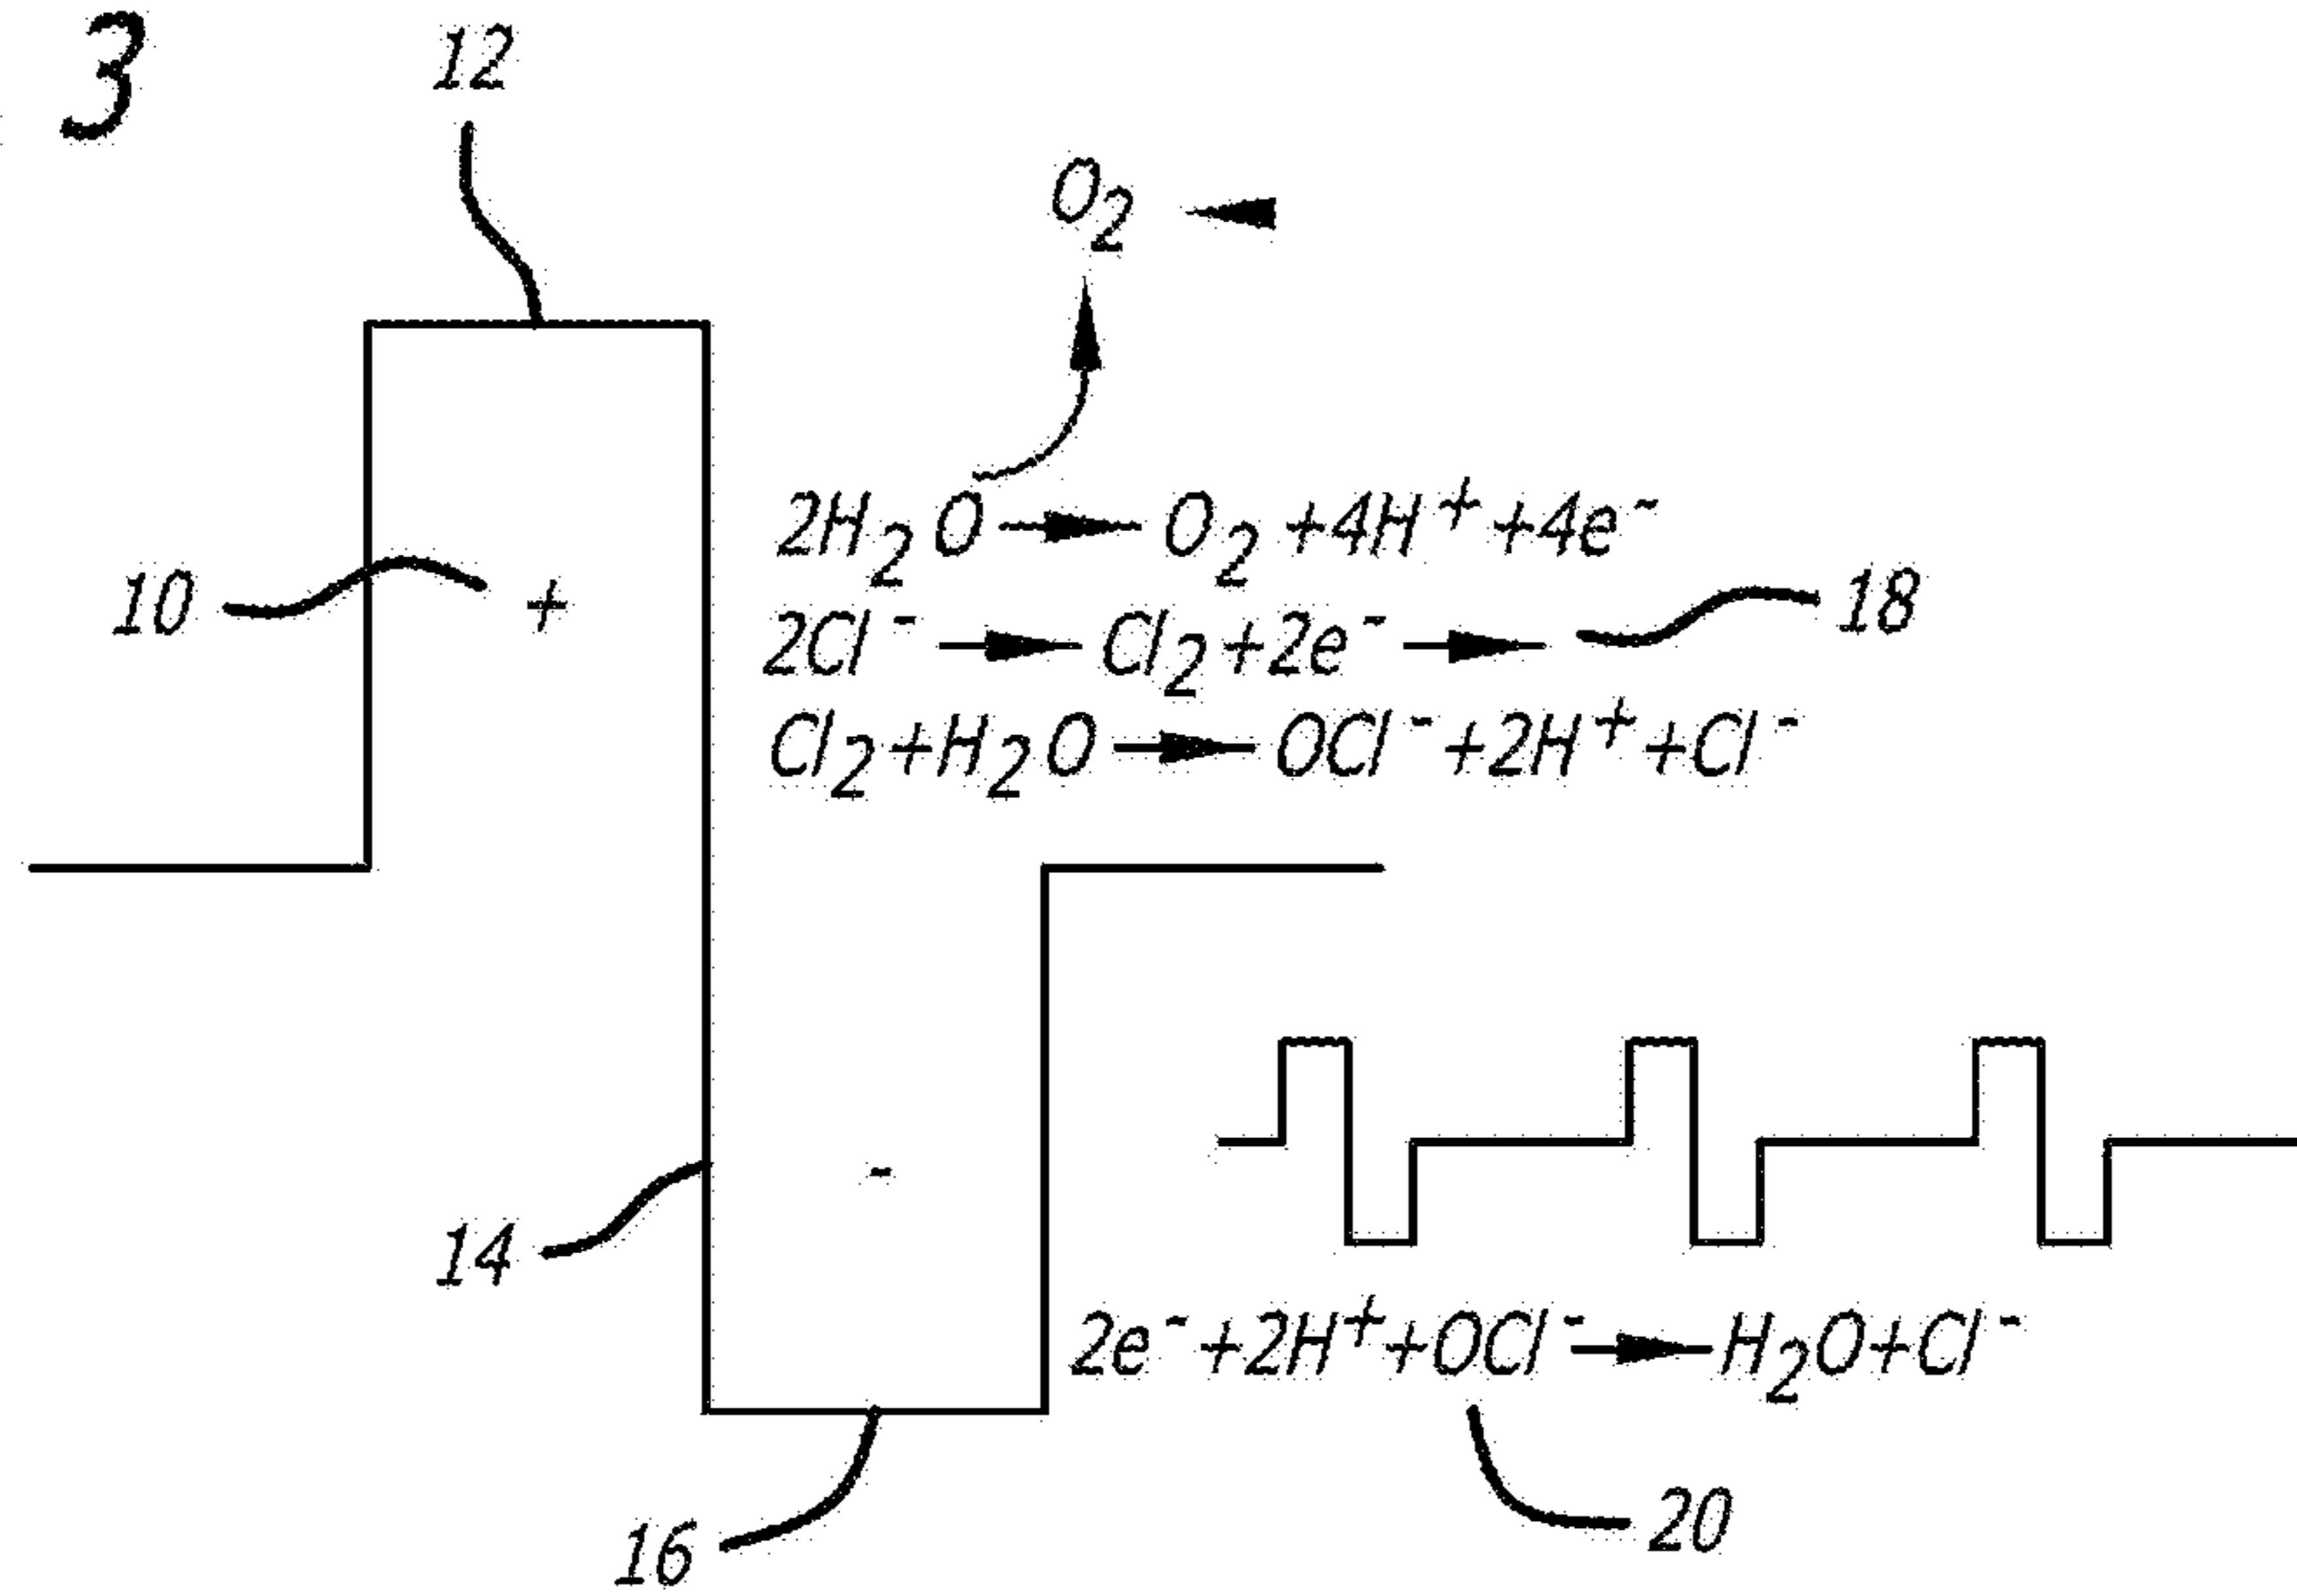 3
12
O₂
2H₂O → O₂ +4H⁺ +4e⁻
10
+
18
2Cl⁻ → Cl₂+2e⁻ →
Cl₂+H₂O → OCl⁻+2H⁺+Cl⁻
-
14
2e⁻+2H⁺+OCl⁻ → H₂O+Cl⁻
16
20